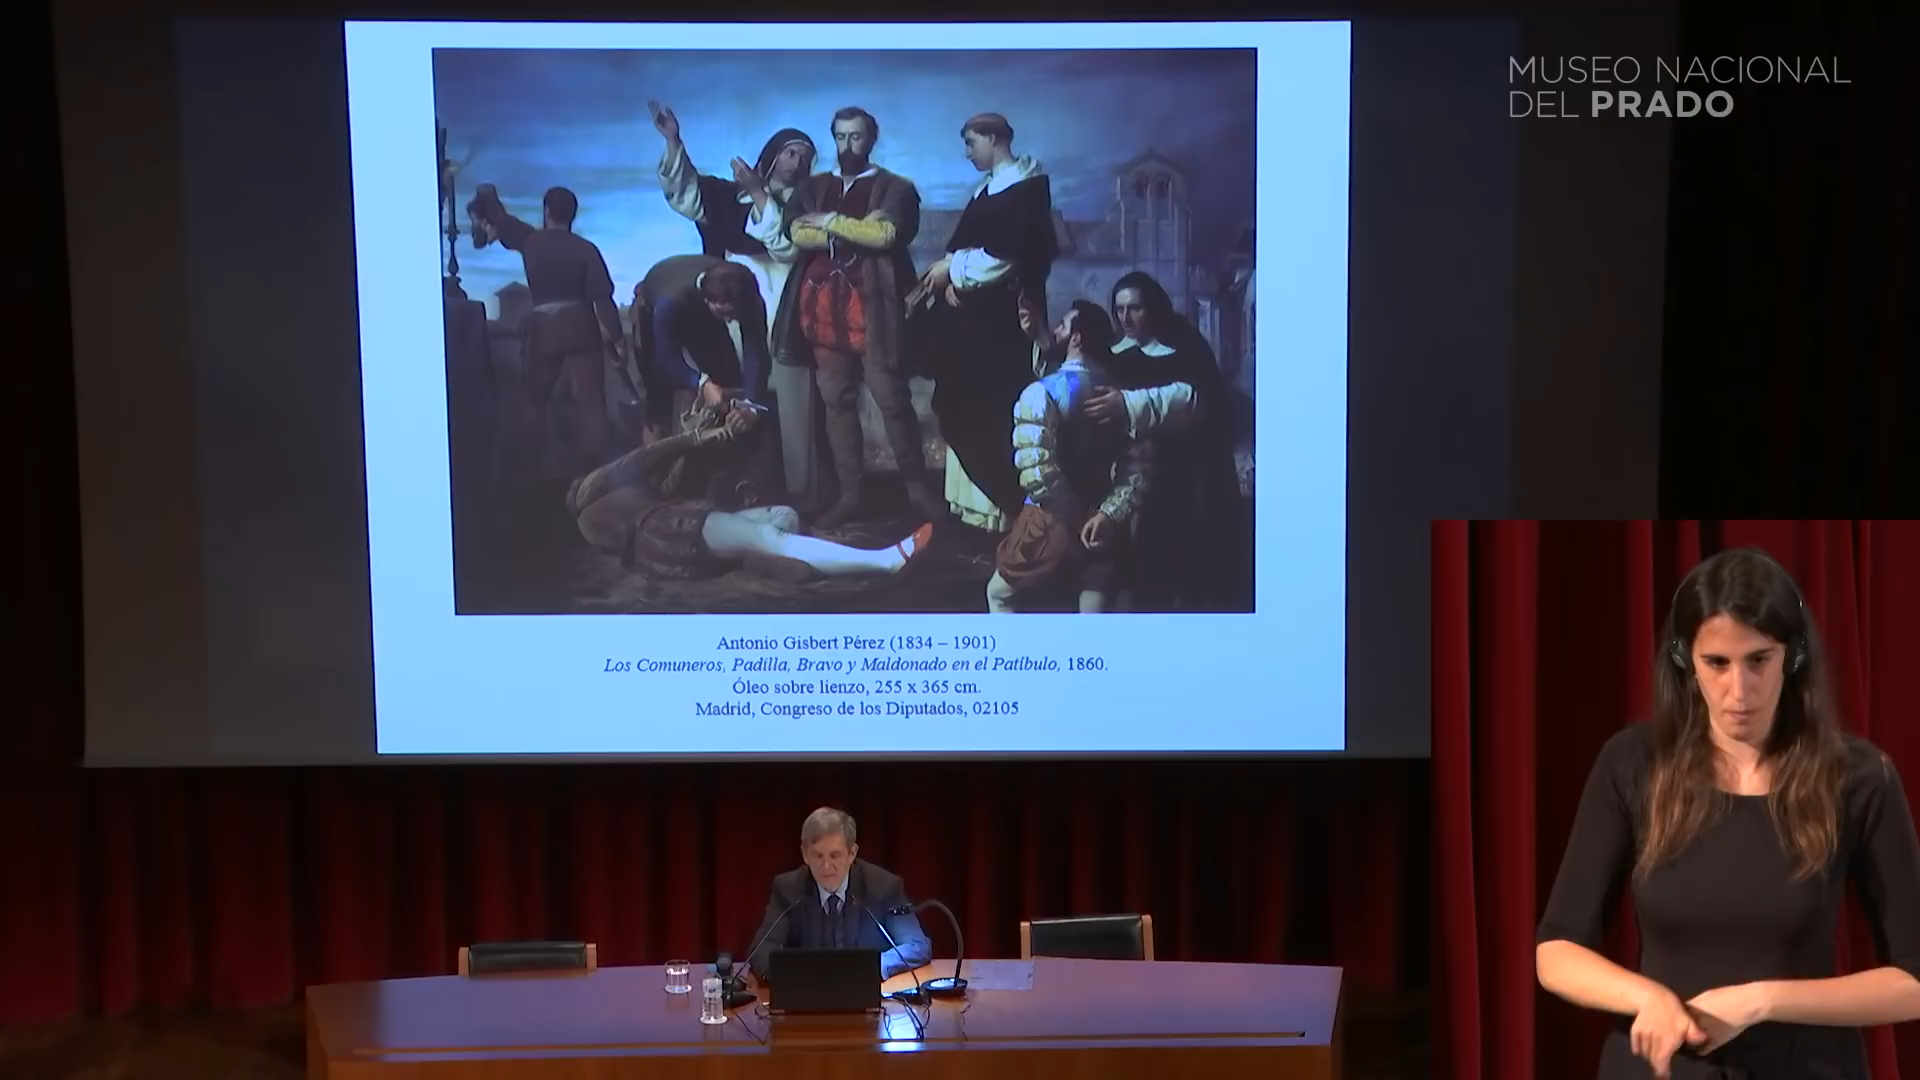 MUSEO NACIONAL
DEL PRADO
Antonio Gisbert Pérez (1834 – 1901)
Los Comuneros, Padilla, Bravo y Maldonado en el Patíbulo, 1860.
Óleo sobre lienzo, 255 x 365 cm.
Madrid, Congreso de los Diputados, 02105